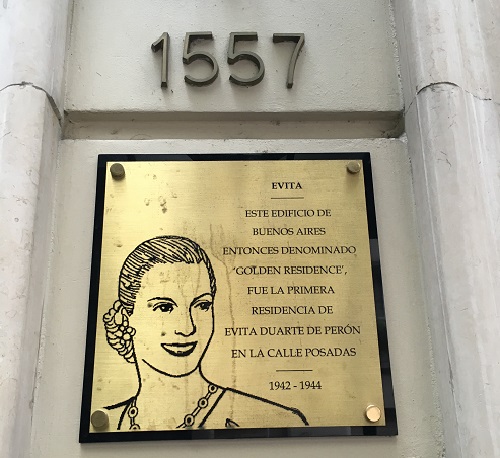 1557
EVITA
ESTE EDIFICIO DE
BUENOS AIRES
ENTONCES DENOMINADO
'GOLDEN RESIDENCE',
FUE LA PRIMERA
RESIDENCIA DE
EVITA DUARTE DE PERÓN
EN LA CALLE POSADAS
1942 - 1944